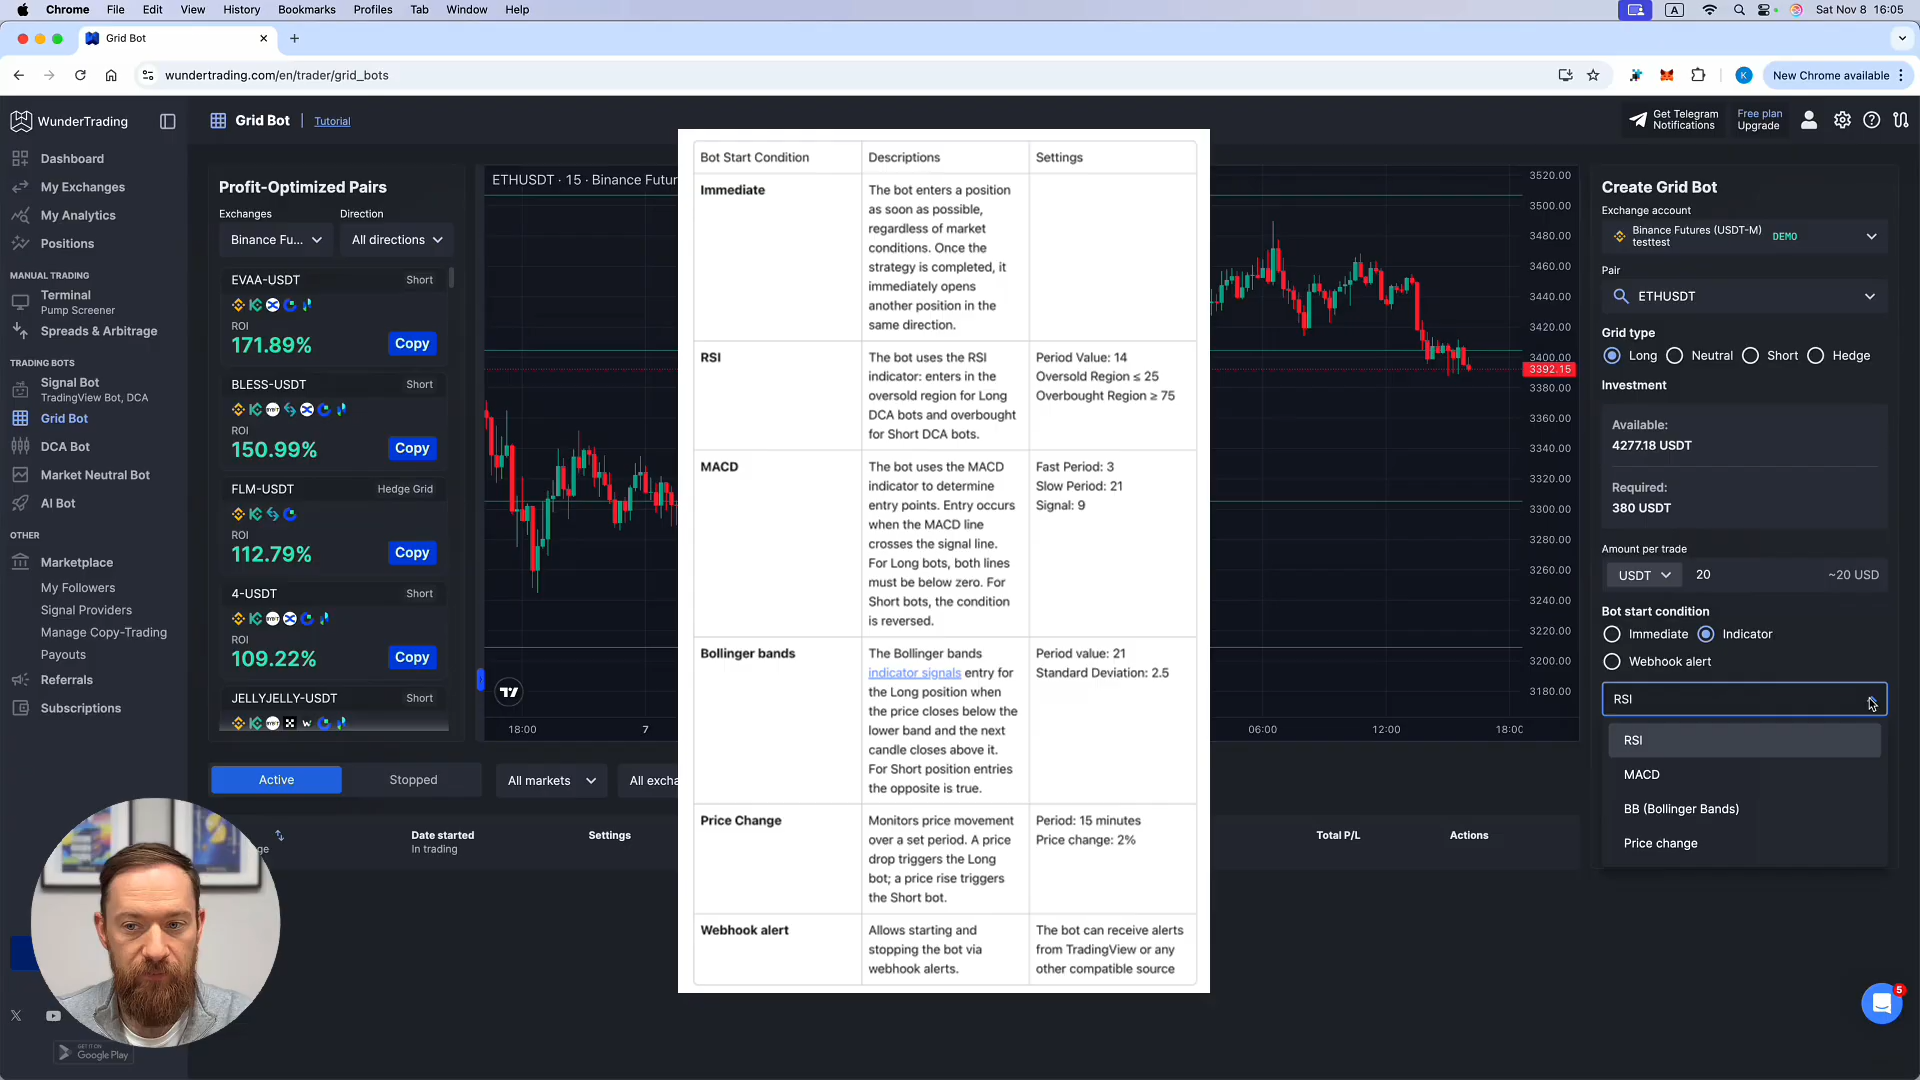 Chrome File Edit View History Bookmarks Profiles Tab Window Help
A Sat Nov 8 16:05
Grid Bot
wundertrading.com/en/trader/grid_bots
K New Chrome available
WunderTrading
Grid Bot Tutorial
Get Telegram
Notifications
Free plan
Upgrade
Dashboard
My Exchanges
My Analytics
Positions
MANUAL TRADING
Terminal
Pump Screener
Spreads & Arbitrage
TRADING BOTS
Signal Bot
TradingView Bot, DCA
Grid Bot
DCA Bot
Market Neutral Bot
AI Bot
OTHER
Marketplace
My Followers
Signal Providers
Manage Copy-Trading
Payouts
Referrals
Subscriptions
GET IT ON
Google Play
Profit-Optimized Pairs
Exchanges Direction
Binance Fu... All directions
EVAA-USDT Short
ROI
171.89% Copy
BLESS-USDT Short
ROI
150.99% Copy
FLM-USDT Hedge Grid
ROI
112.79% Copy
4-USDT Short
ROI
109.22% Copy
JELLYJELLY-USDT Short
ETHUSDT · 15 · Binance Futur
18:00 7
Bot Start Condition Descriptions Settings
Immediate
The bot enters a position
as soon as possible,
regardless of market
conditions. Once the
strategy is completed, it
immediately opens
another position in the
same direction.
RSI
The bot uses the RSI
indicator: enters in the
oversold region for Long
DCA bots and overbought
for Short DCA bots.
Period Value: 14
Oversold Region ≤ 25
Overbought Region ≥ 75
MACD
The bot uses the MACD
indicator to determine
entry points. Entry occurs
when the MACD line
crosses the signal line.
For Long bots, both lines
must be below zero. For
Short bots, the condition
is reversed.
Fast Period: 3
Slow Period: 21
Signal: 9
Bollinger bands
The Bollinger bands
indicator signals entry for
the Long position when
the price closes below the
lower band and the next
candle closes above it.
For Short position entries
the opposite is true.
Period value: 21
Standard Deviation: 2.5
Price Change
Monitors price movement
over a set period. A price
drop triggers the Long
bot; a price rise triggers
the Short bot.
Period: 15 minutes
Price change: 2%
Webhook alert
Allows starting and
stopping the bot via
webhook alerts.
The bot can receive alerts
from TradingView or any
other compatible source
3520.00
3500.00
3480.00
3460.00
3440.00
3420.00
3400.00
3392.15
3380.00
3360.00
3340.00
3320.00
3300.00
3280.00
3260.00
3240.00
3220.00
3200.00
3180.00
06:00 12:00 18:00
Active Stopped All markets All excha
ge
Date started
In trading
Settings
Total P/L
Actions
Create Grid Bot
Exchange account
Binance Futures (USDT-M)
testtest
DEMO
Pair
ETHUSDT
Grid type
Long Neutral Short Hedge
Investment
Available:
4277.18 USDT
Required:
380 USDT
Amount per trade
USDT 20 ~20 USD
Bot start condition
Immediate Indicator
Webhook alert
RSI
RSI
MACD
BB (Bollinger Bands)
Price change
5